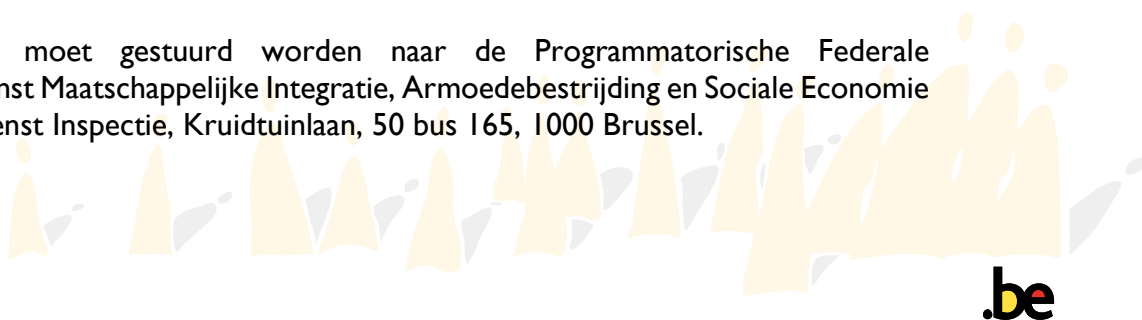 moet gestuurd worden naar de Programmatorische Federale
nst Maatschappelijke Integratie, Armoedebestrijding en Sociale Economie
enst Inspectie, Kruidtuinlaan, 50 bus 165, 1000 Brussel.
.be